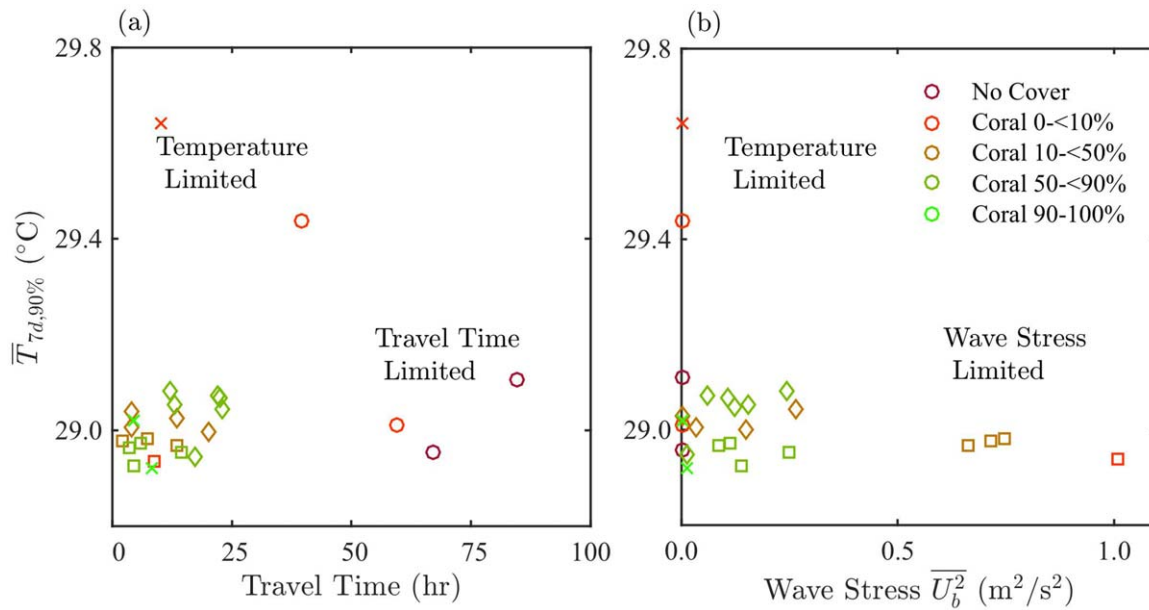 (a)
(b)
29.8
29.4
29.0
T̿ 7d,90% (°C)
Temperature
Limited
Travel Time
Limited
0
25
50
75
100
Travel Time (hr)
29.8
29.4
29.0
No Cover
Coral 0-<10%
Coral 10-<50%
Coral 50-<90%
Coral 90-100%
Temperature
Limited
Wave Stress
Limited
0.0
0.5
1.0
Wave Stress \overline{U_b^2} (m²/s²)